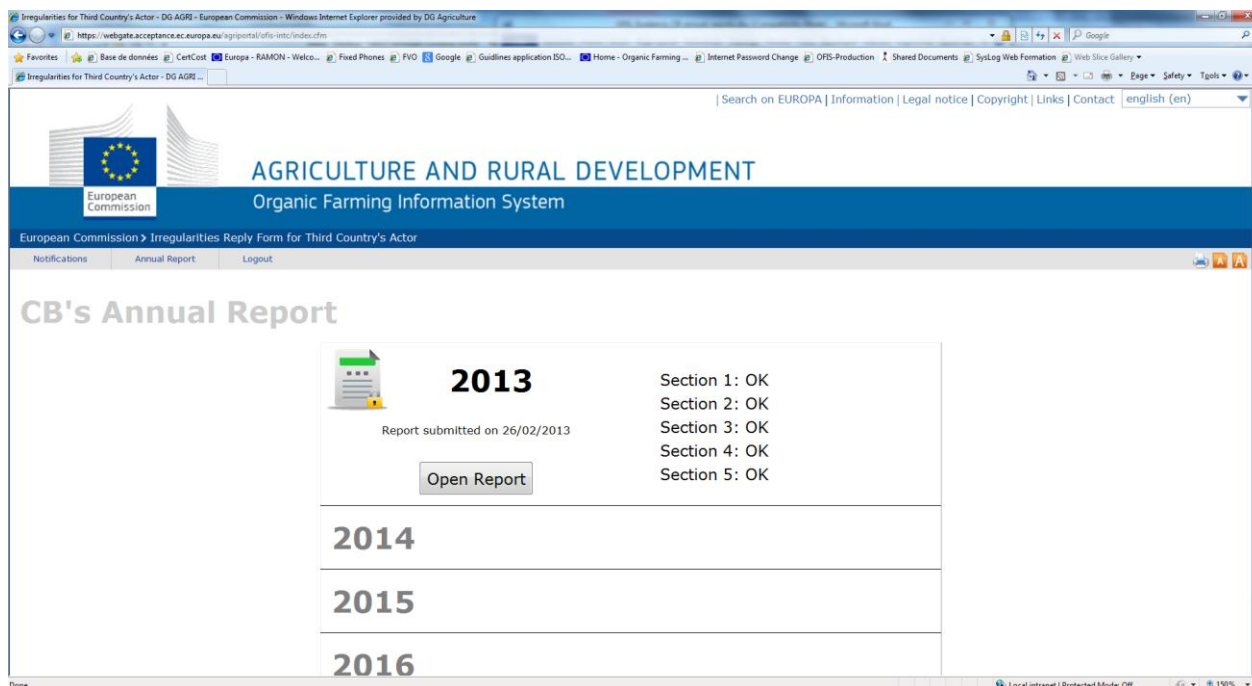 Irregularities for Third Country's Actor - DG AGRI - European Commission - Windows Internet Explorer provided by DG Agriculture
https://webgate.acceptance.ec.europa.eu/agriportal/ofis-intc/index.cfm
Google
Favorites Base de données CertCost Europa - RAMON - Welco... Fixed Phones FVO Google Guidlines application ISO... Home - Organic Farming ... Internet Password Change OFIS-Production Shared Documents SysLog Web Formation Web Slice Gallery
Irregularities for Third Country's Actor - DG AGRI ...
Page Safety Tools
| Search on EUROPA | Information | Legal notice | Copyright | Links | Contact english (en)
AGRICULTURE AND RURAL DEVELOPMENT
European
Commission
Organic Farming Information System
European Commission > Irregularities Reply Form for Third Country's Actor
Notifications Annual Report Logout
A A
CB's Annual Report
2013
Report submitted on 26/02/2013
Open Report
Section 1: OK
Section 2: OK
Section 3: OK
Section 4: OK
Section 5: OK
2014
2015
2016
Done
Local intranet | Protected Mode: Off
150%